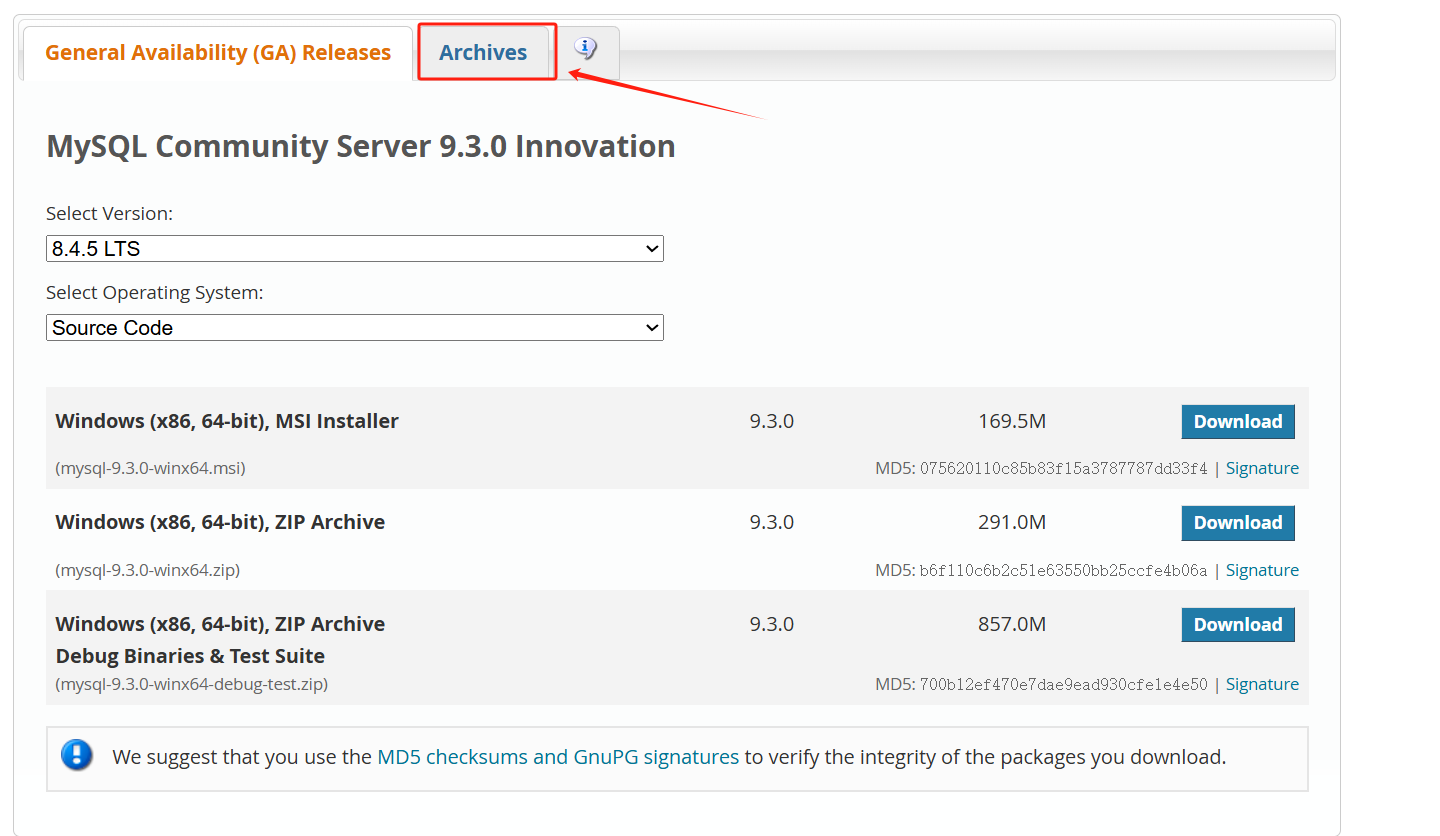 General Availability (GA) Releases Archives
MySQL Community Server 9.3.0 Innovation
Select Version:
8.4.5 LTS
Select Operating System:
Source Code
Windows (x86, 64-bit), MSI Installer 9.3.0 169.5M Download
(mysql-9.3.0-winx64.msi) MD5: 075620110c85b83f15a3787787dd33f4 | Signature
Windows (x86, 64-bit), ZIP Archive 9.3.0 291.0M Download
(mysql-9.3.0-winx64.zip) MD5: b6f110c6b2c51e63550bb25ccfe4b06a | Signature
Windows (x86, 64-bit), ZIP Archive 9.3.0 857.0M Download
Debug Binaries & Test Suite
(mysql-9.3.0-winx64-debug-test.zip) MD5: 700b12ef470e7dae9ead930cfe1e4e50 | Signature
We suggest that you use the MD5 checksums and GnuPG signatures to verify the integrity of the packages you download.